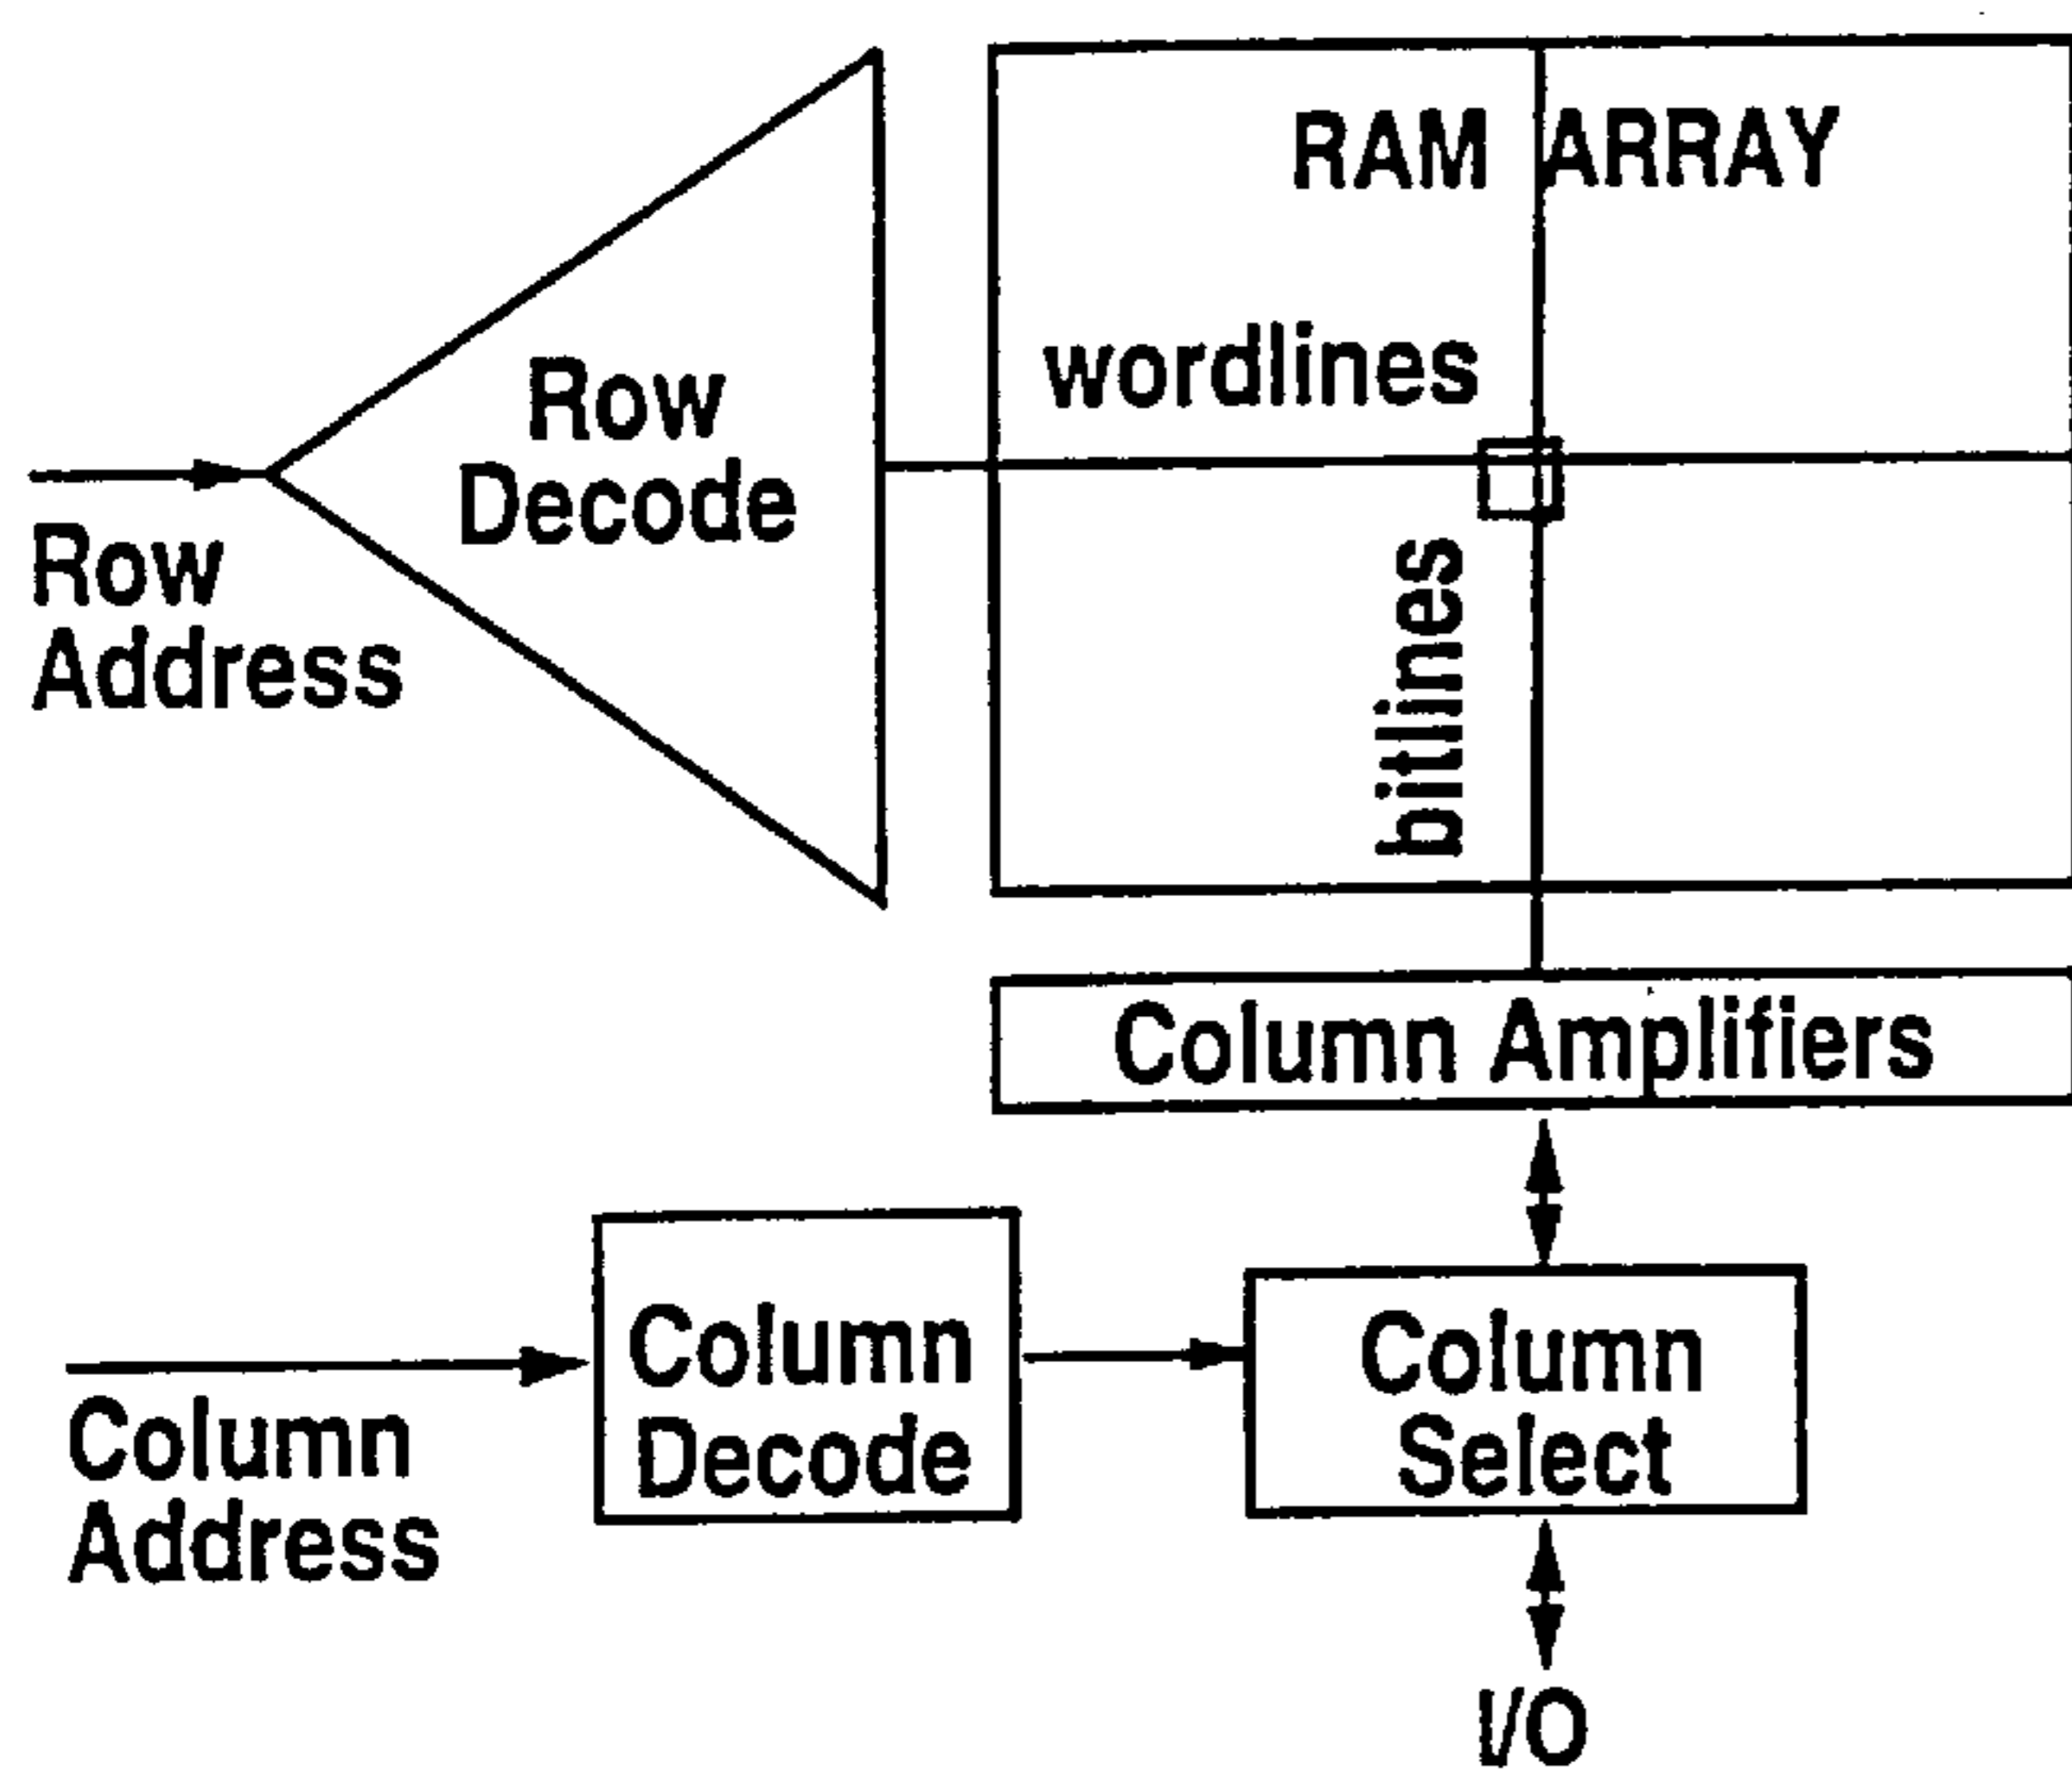 RAM ARRAY
wordlines
Row
Decode
Row
Address
bitlines
Column Amplifiers
Column
Decode
Column
Select
Column
Address
I/O